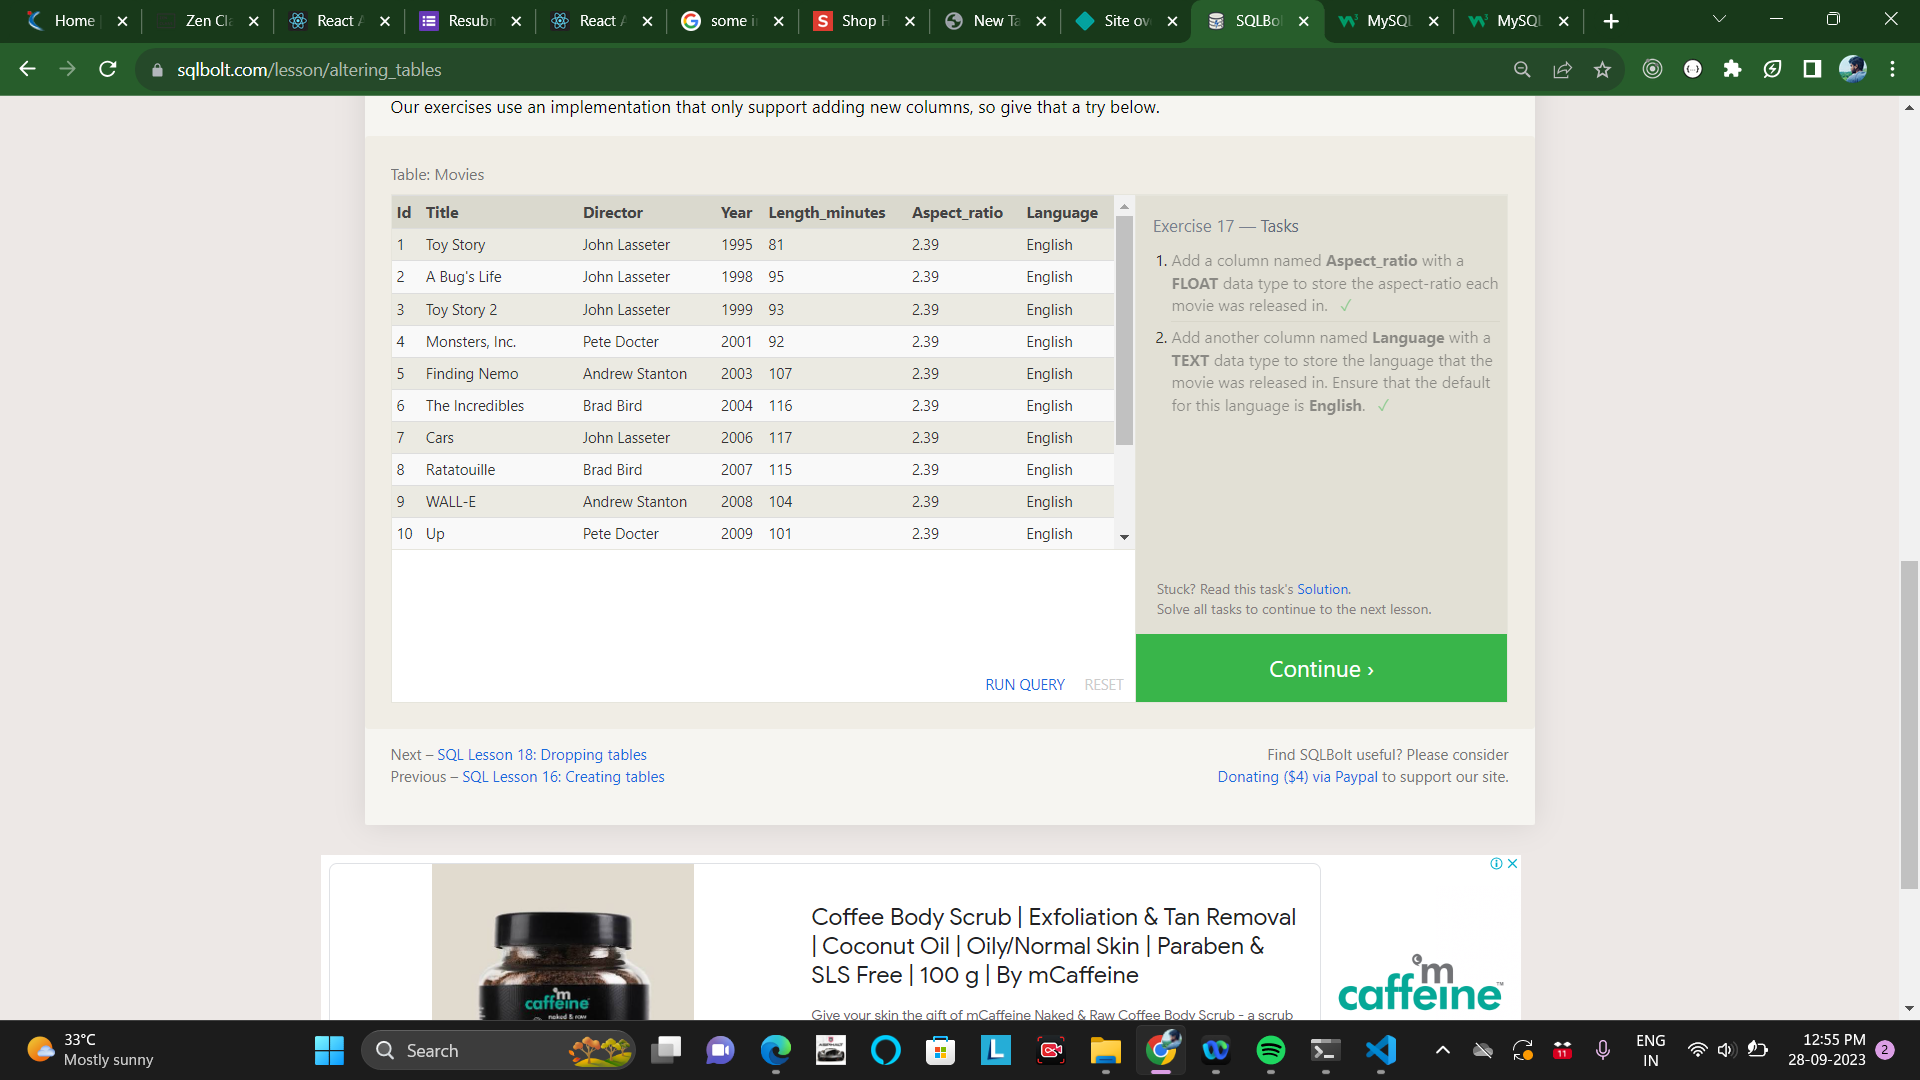 Home
Zen Cla
React A
Resubm
React A
some i
Shop H
New Ta
Site ov
SQLBol
MySQL
MySQL
sqlbolt.com/lesson/altering_tables
Our exercises use an implementation that only support adding new columns, so give that a try below.
Table: Movies
Id Title Director Year Length_minutes Aspect_ratio Language
1 Toy Story John Lasseter 1995 81 2.39 English
2 A Bug's Life John Lasseter 1998 95 2.39 English
3 Toy Story 2 John Lasseter 1999 93 2.39 English
4 Monsters, Inc. Pete Docter 2001 92 2.39 English
5 Finding Nemo Andrew Stanton 2003 107 2.39 English
6 The Incredibles Brad Bird 2004 116 2.39 English
7 Cars John Lasseter 2006 117 2.39 English
8 Ratatouille Brad Bird 2007 115 2.39 English
9 WALL-E Andrew Stanton 2008 104 2.39 English
10 Up Pete Docter 2009 101 2.39 English
RUN QUERY RESET
Exercise 17 — Tasks
1. Add a column named Aspect_ratio with a
FLOAT data type to store the aspect-ratio each
movie was released in. ✓
2. Add another column named Language with a
TEXT data type to store the language that the
movie was released in. Ensure that the default
for this language is English. ✓
Stuck? Read this task's Solution.
Solve all tasks to continue to the next lesson.
Continue ›
Next – SQL Lesson 18: Dropping tables
Previous – SQL Lesson 16: Creating tables
Find SQLBolt useful? Please consider
Donating ($4) via Paypal to support our site.
Coffee Body Scrub | Exfoliation & Tan Removal
| Coconut Oil | Oily/Normal Skin | Paraben &
SLS Free | 100 g | By mCaffeine
Give your skin the gift of mCaffeine Naked & Raw Coffee Body Scrub - a scrub
'm
caffeine
naked & raw
'm
caffeine™
33°C
Mostly sunny
Search
11
ENG
IN
12:55 PM
28-09-2023
2